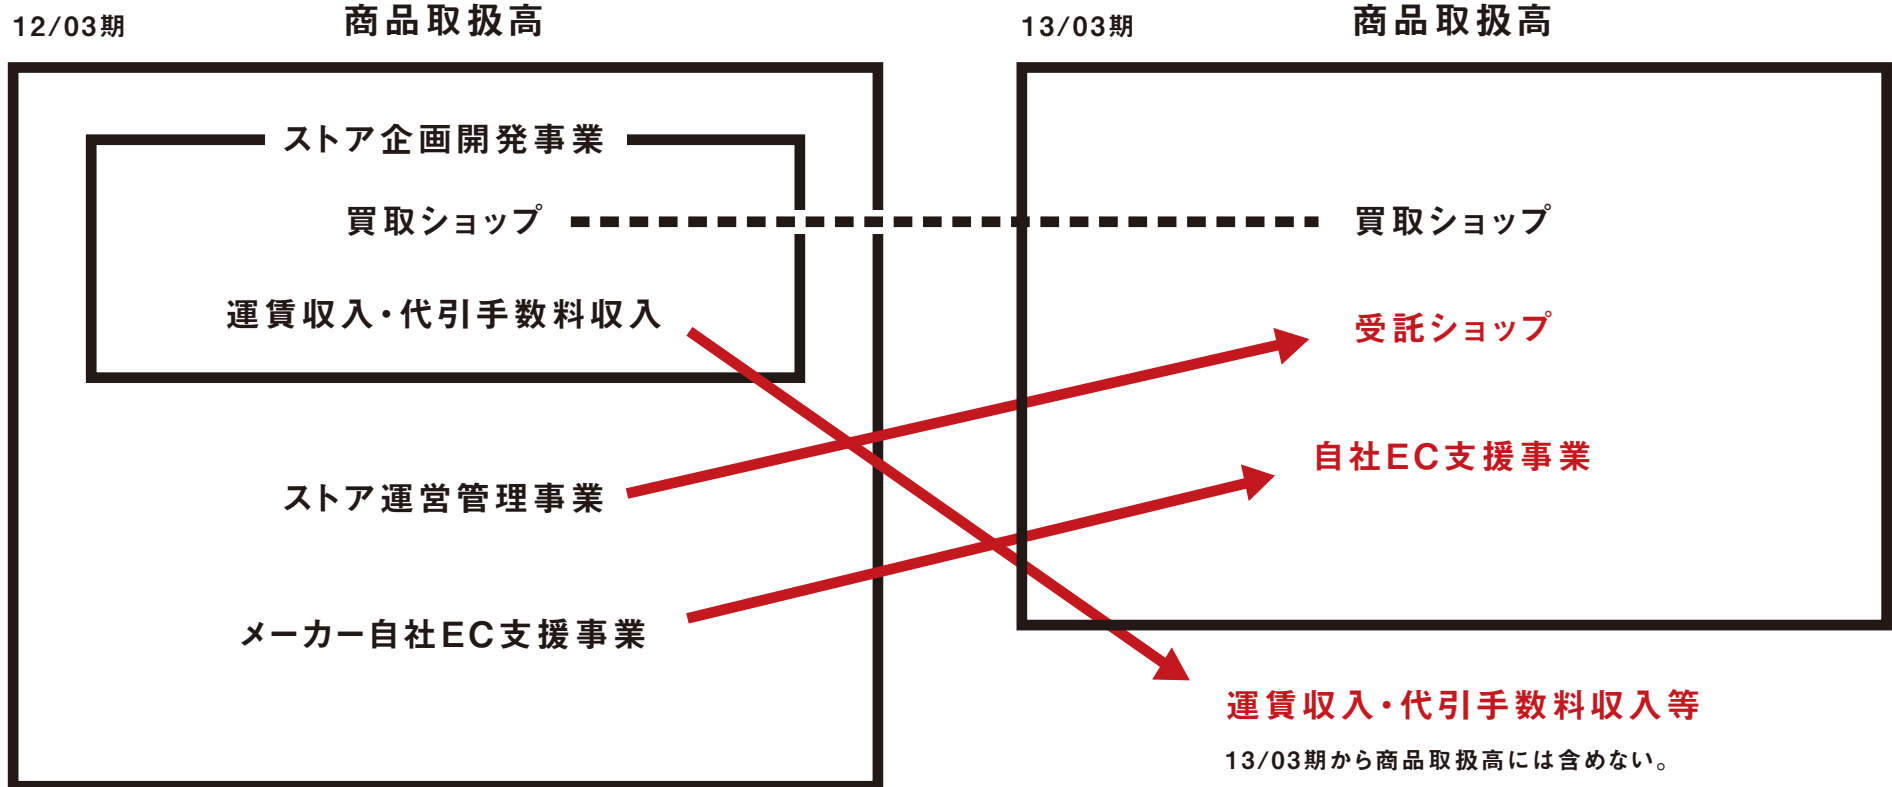 12/03期
商品取扱高
ストア企画開発事業
買取ショップ
運賃収入・代引手数料収入
ストア運営管理事業
メーカー自社EC支援事業
13/03期
商品取扱高
買取ショップ
受託ショップ
自社EC支援事業
運賃収入・代引手数料収入等
13/03期から商品取扱高には含めない。